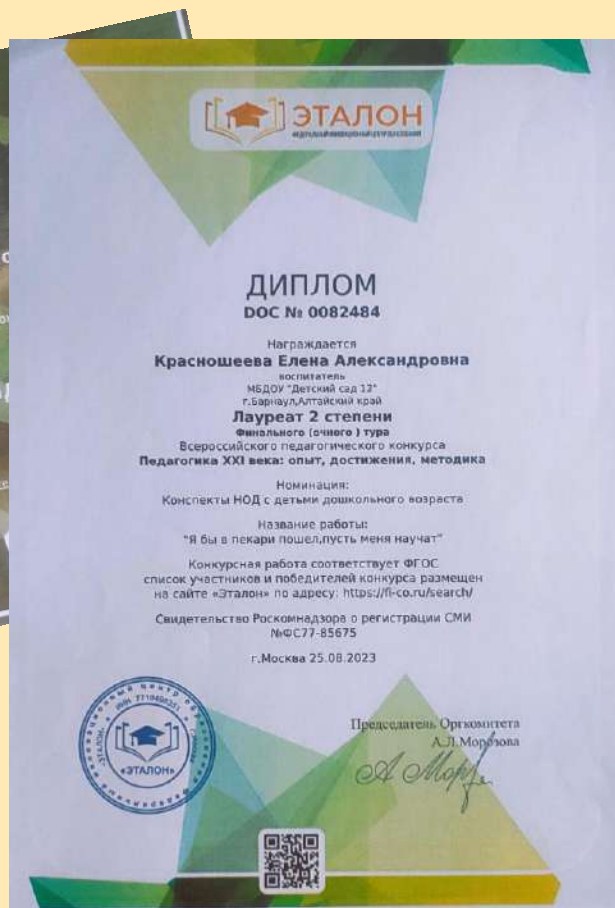 ЭТАЛОН
ФЕДЕРАЛЬНЫЙ ИННОВАЦИОННЫЙ ЦЕНТР ОБРАЗОВАНИЯ
ДИПЛОМ
DOC № 0082484
Награждается
Красношеева Елена Александровна
воспитатель
МБДОУ "Детский сад 12"
г.Барнаул,Алтайский край
Лауреат 2 степени
Финального (очного ) тура
Всероссийского педагогического конкурса
Педагогика XXI века: опыт, достижения, методика
Номинация:
Конспекты НОД с детьми дошкольного возраста
Название работы:
"Я бы в пекари пошел,пусть меня научат"
Конкурсная работа соответствует ФГОС
список участников и победителей конкурса размещен
на сайте «Эталон» по адресу: https://fi-co.ru/search/
Свидетельство Роскомнадзора о регистрации СМИ
№ФС77-85675
г.Москва 25.08.2023
Председатель Оргкомитета
А.Л.Морозова
«ЭТАЛОН»